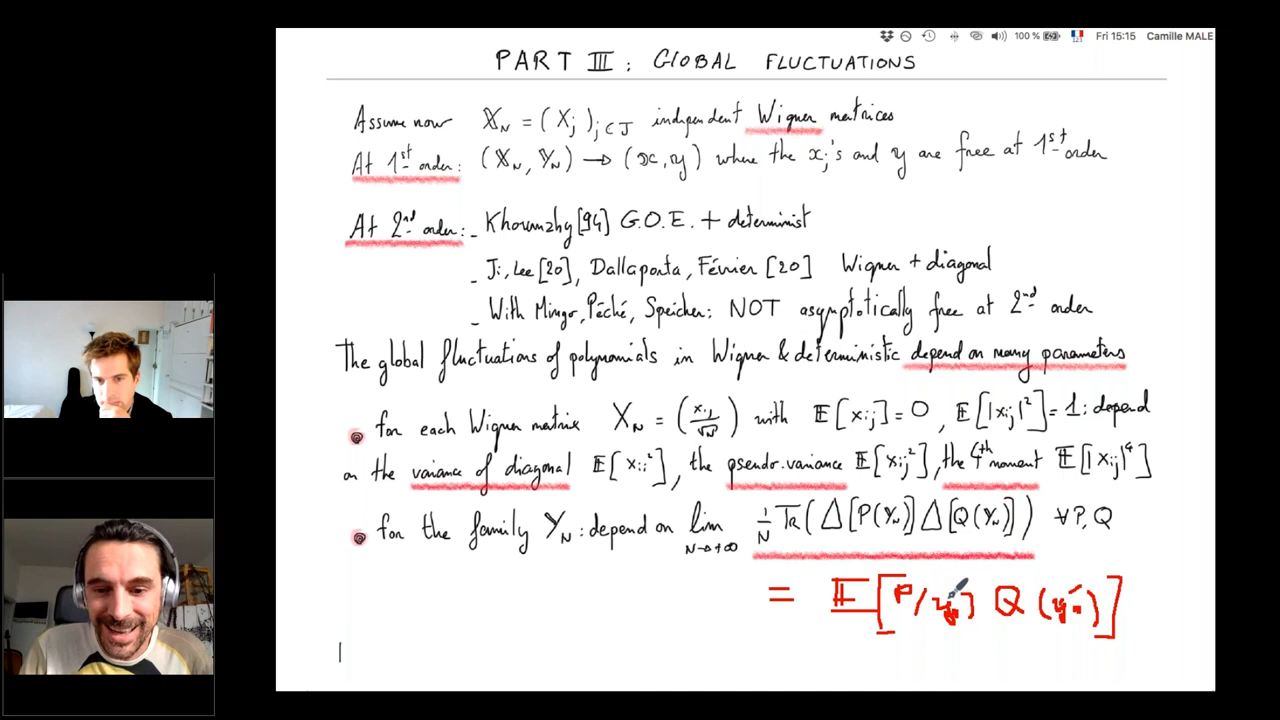 100 % Fri 15:15 Camille MALE
PART III : GLOBAL FLUCTUATIONS
Assume now 𝕏_N = (X_j)_{j∈J} independent Wigner matrices
At 1st order: (𝕏_N, 𝕐_N) → (x, y) where the x_j's and y are free at 1st order
At 2nd order: - Khorunzhy [94] G.O.E. + determinist
- Ji, Lee [20], Dallaporta, Février [20] Wigner + diagonal
- With Mingo, Péché, Speicher: NOT asymptotically free at 2nd order
The global fluctuations of polynomials in Wigner & deterministic depend on many parameters
for each Wigner matrix X_N = (x_ij/√N) with 𝔼[x_ij] = 0, 𝔼[|x_ij|²] = 1 : depend
on the variance of diagonal 𝔼[x_ii²], the pseudo-variance 𝔼[x_ij²], the 4th moment 𝔼[|x_ij|⁴]
for the family 𝕐_N : depend on lim_{N→+∞} 1/N Tr(Δ[P(𝕐_N)] Δ[Q(𝕐_N)]) ∀P, Q
= 𝔼[P( ) Q( )]